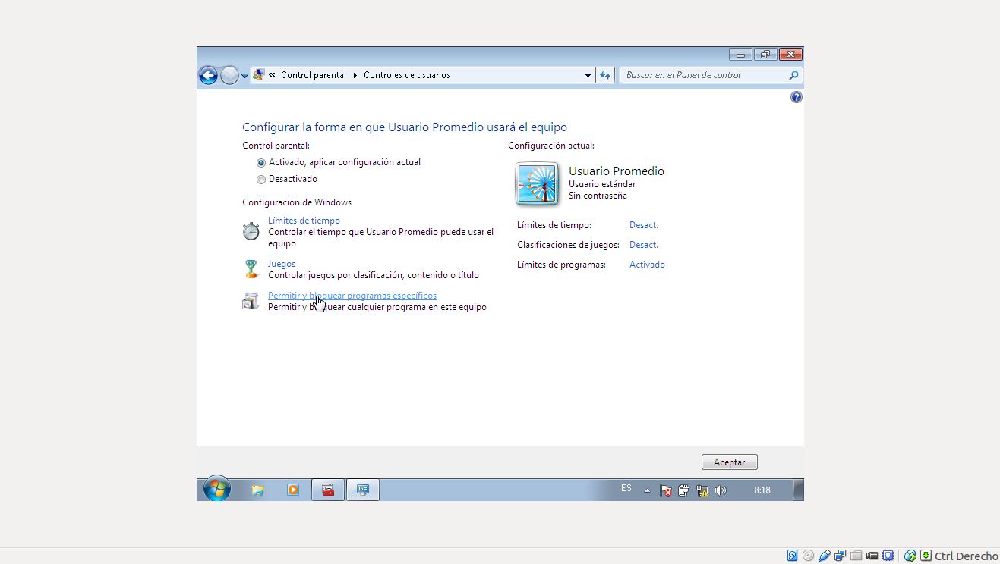 « Control parental Controles de usuarios
Buscar en el Panel de control
Configurar la forma en que Usuario Promedio usará el equipo
Control parental:
Activado, aplicar configuración actual
Desactivado
Configuración de Windows
Límites de tiempo
Controlar el tiempo que Usuario Promedio puede usar el
equipo
Juegos
Controlar juegos por clasificación, contenido o título
Permitir y bloquear programas específicos
Permitir y bloquear cualquier programa en este equipo
Configuración actual:
Usuario Promedio
Usuario estándar
Sin contraseña
Límites de tiempo: Desact.
Clasificaciones de juegos: Desact.
Límites de programas: Activado
Aceptar
ES
8:18
Ctrl Derecho